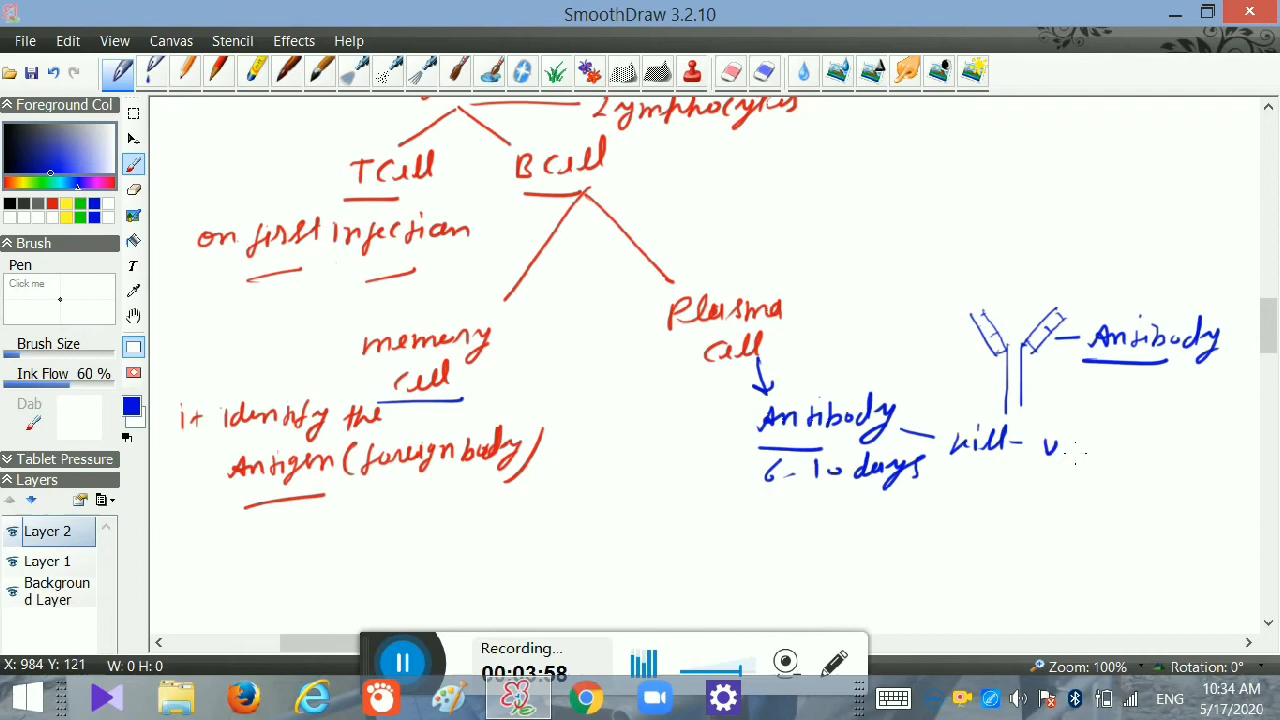 SmoothDraw 3.2.10
File Edit View Canvas Stencil Effects Help
Foreground Col
Brush
Pen
Click me
Brush Size
Ink Flow 60 %
Dab
Tablet Pressure
Layers
Layer 2
Layer 1
Backgroun
d Layer
Lymphocytes
T Cell B Cell
on first Injection
memory
Cell
it identify the
Antigen (foreign body)
Plasma
Cell
Antibody
6-10 days
Antibody
kill- v
Recording...
00:03:58
X: 984 Y: 121 W: 0 H: 0 Zoom: 100% Rotation: 0°
ENG
10:34 AM
5/17/2020